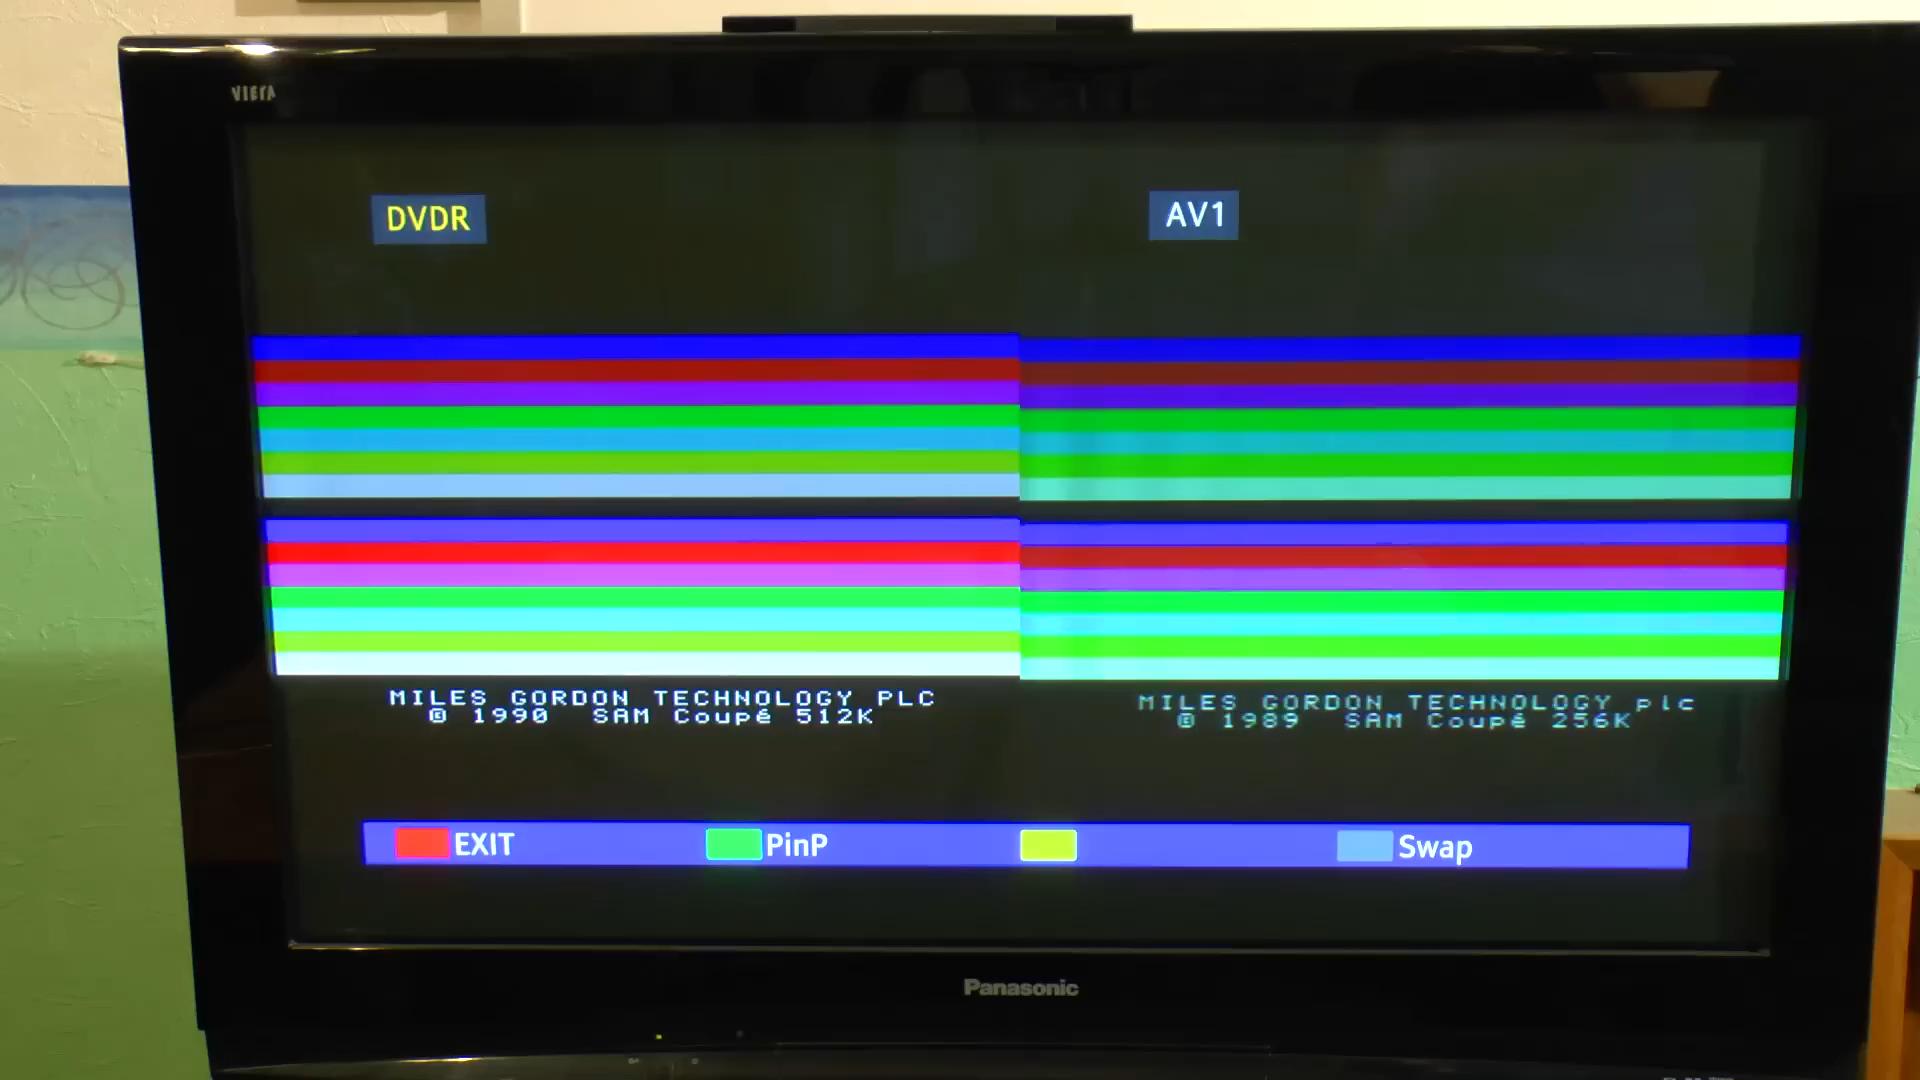 VIErA
DVDR
AV1
MILES GORDON TECHNOLOGY PLC
© 1990 SAM Coupé 512K
MILES GORDON TECHNOLOGY plc
© 1989 SAM Coupé 256K
EXIT
PinP
Swap
Panasonic